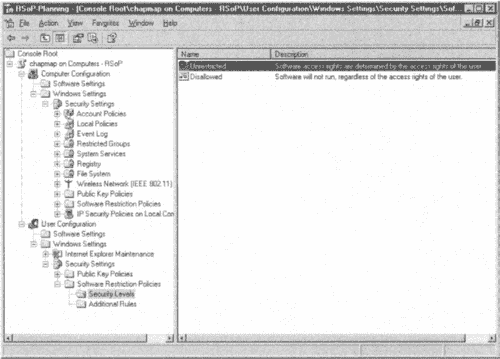 RSoP Planning - [Console Root\chapmap on Computers - RSoP\User Configuration\Windows Settings\Security Settings\Sof...
File Action View Favorites Window Help
Console Root
chapmap on Computers - RSoP
Computer Configuration
Software Settings
Windows Settings
Security Settings
Account Policies
Local Policies
Event Log
Restricted Groups
System Services
Registry
File System
Wireless Network (IEEE 802.11)
Public Key Policies
Software Restriction Policies
IP Security Policies on Local Con
User Configuration
Software Settings
Windows Settings
Internet Explorer Maintenance
Security Settings
Public Key Policies
Software Restriction Policies
Security Levels
Additional Rules
Name Description
Unrestricted Software access rights are determined by the access rights of the user.
Disallowed Software will not run, regardless of the access rights of the user.